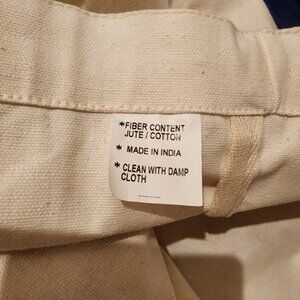 *FIBER CONTENT
JUTE / COTTON
* MADE IN INDIA
* CLEAN WITH DAMP
CLOTH